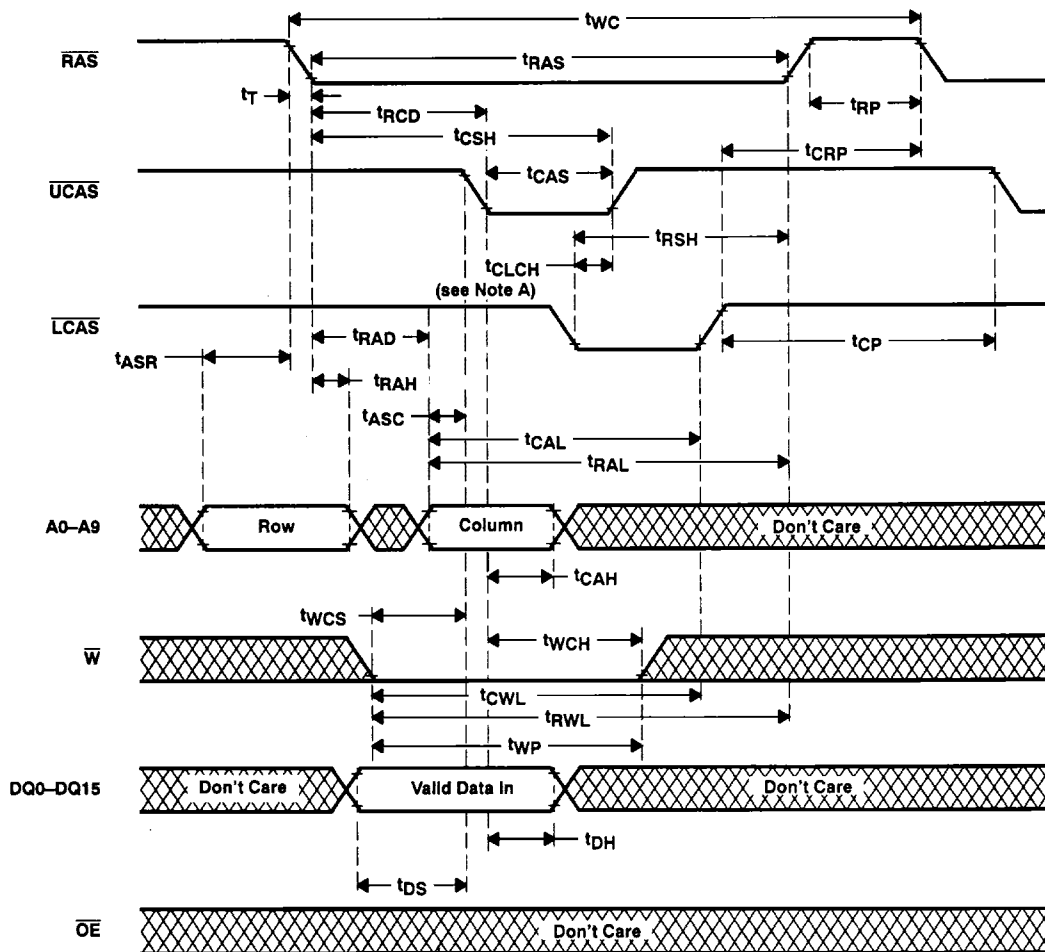 tWC
RAS
tRAS
tT
tRP
tRCD
tCSH
tCRP
tCAS
UCAS
tRSH
tCLCH
(see Note A)
LCAS
tRAD
tCP
tASR
tRAH
tASC
tCAL
tRAL
A0–A9
Row
Column
Don't Care
tCAH
tWCS
tWCH
W
tCWL
tRWL
tWP
DQ0–DQ15
Don't Care
Valid Data In
Don't Care
tDH
tDS
OE
Don't Care